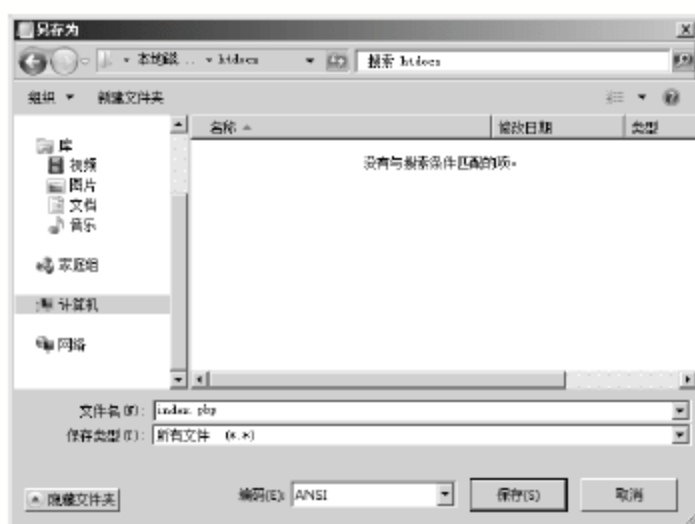 另存为
本地磁 .. htdocs 搜索 htdocs
组织 新建文件夹
名称 修改日期 类型
没有与搜索条件匹配的项。
库
视频
图片
文档
音乐
家庭组
计算机
网络
文件名(N): index.php
保存类型(T): 所有文件 (*.*)
隐藏文件夹 编码(E): ANSI 保存(S) 取消